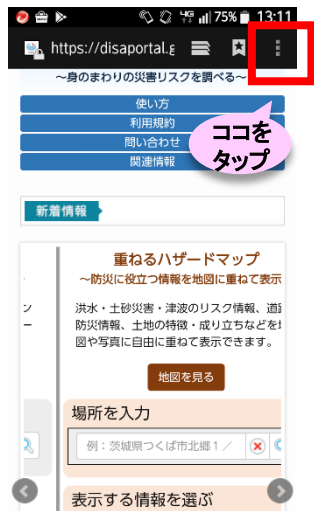 75% 13:11
https://disaportal.g
～身のまわりの災害リスクを調べる～
使い方
利用規約
問い合わせ
関連情報
ココを
タップ
新着情報
重ねるハザードマップ
～防災に役立つ情報を地図に重ねて表示
ン
ー
洪水・土砂災害・津波のリスク情報、道
防災情報、土地の特徴・成り立ちなどを
図や写真に自由に重ねて表示できます。
地図を見る
場所を入力
例：茨城県つくば市北郷1／
表示する情報を選ぶ